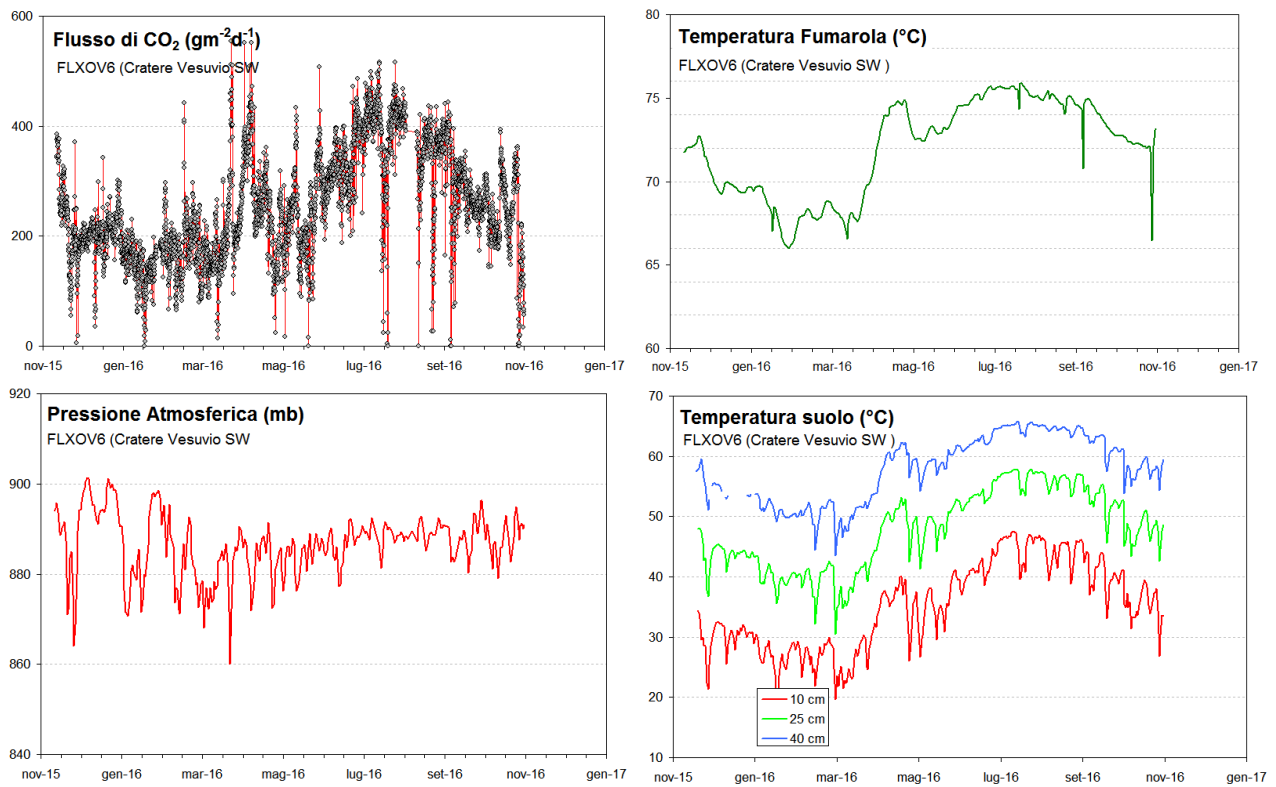 Flusso di CO₂ (gm⁻²d⁻¹)
FLXOV6 (Cratere Vesuvio SW
600
400
200
0
nov-15 gen-16 mar-16 mag-16 lug-16 set-16 nov-16 gen-17
Temperatura Fumarola (°C)
FLXOV6 (Cratere Vesuvio SW )
80
75
70
65
60
nov-15 gen-16 mar-16 mag-16 lug-16 set-16 nov-16 gen-17
Pressione Atmosferica (mb)
FLXOV6 (Cratere Vesuvio SW
920
900
880
860
840
nov-15 gen-16 mar-16 mag-16 lug-16 set-16 nov-16 gen-17
Temperatura suolo (°C)
FLXOV6 (Cratere Vesuvio SW )
70
60
50
40
30
20
10
10 cm
25 cm
40 cm
nov-15 gen-16 mar-16 mag-16 lug-16 set-16 nov-16 gen-17